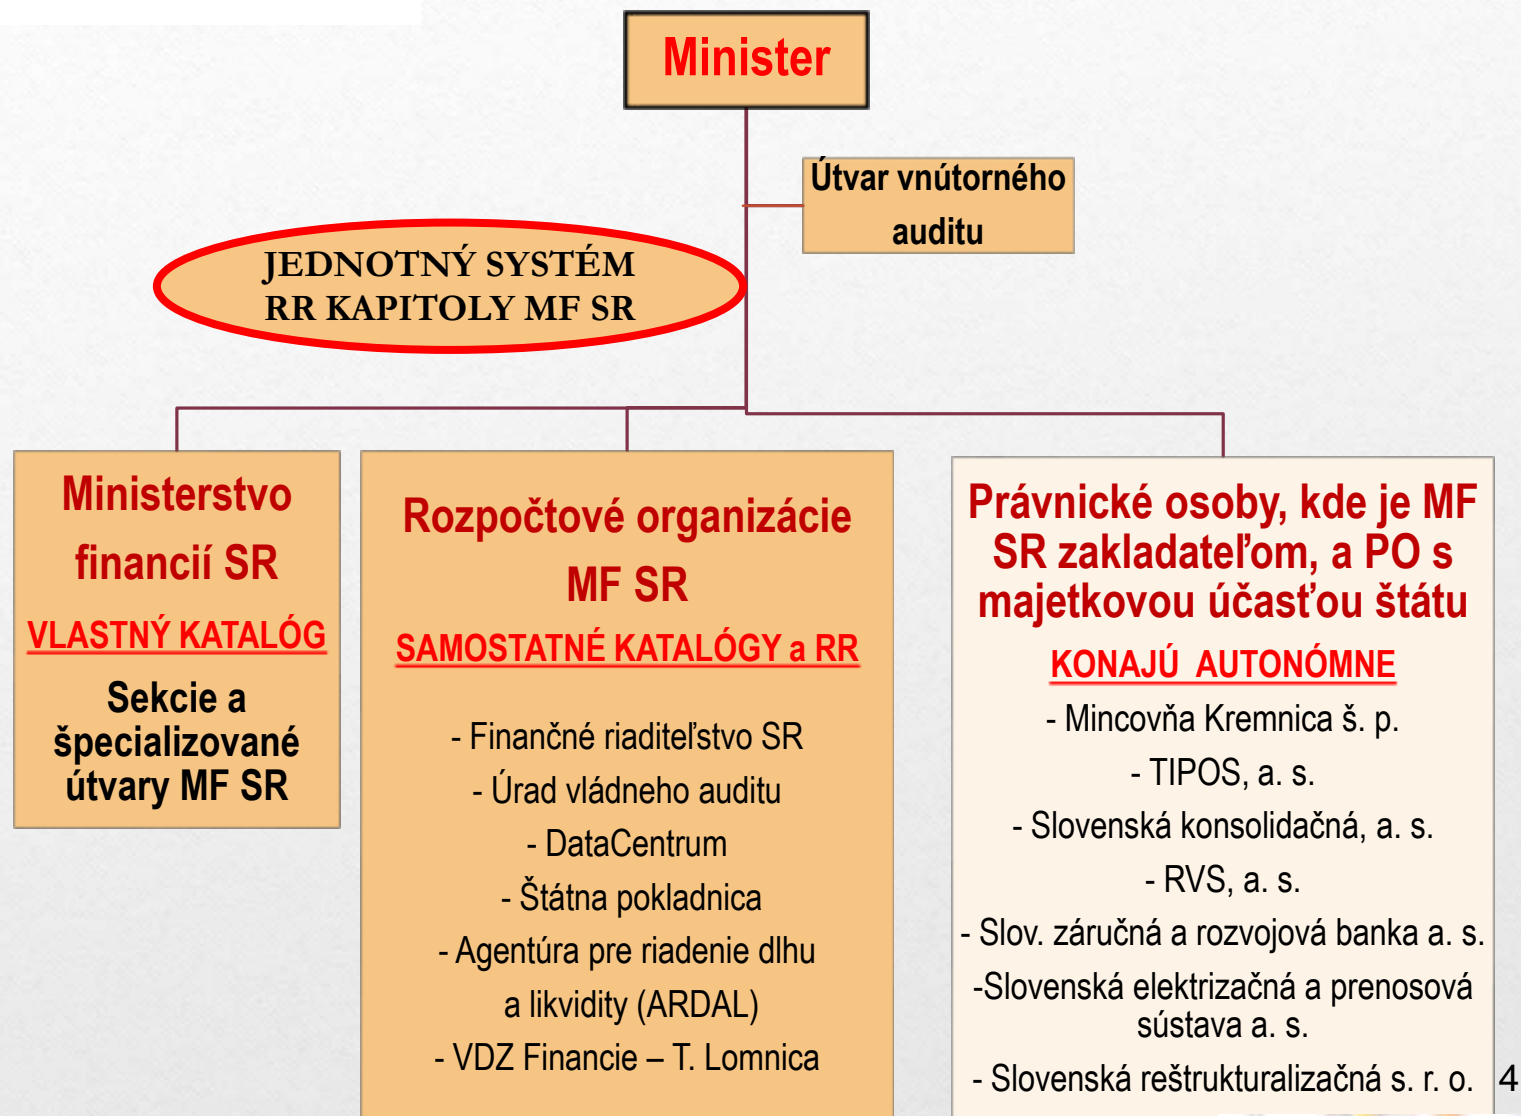 Minister
Útvar vnútorného
auditu
JEDNOTNÝ SYSTÉM
RR KAPITOLY MF SR
Ministerstvo
financií SR
VLASTNÝ KATALÓG
Sekcie a
špecializované
útvary MF SR
Rozpočtové organizácie
MF SR
SAMOSTATNÉ KATALÓGY a RR
- Finančné riaditeľstvo SR
- Úrad vládneho auditu
- DataCentrum
- Štátna pokladnica
- Agentúra pre riadenie dlhu
a likvidity (ARDAL)
- VDZ Financie – T. Lomnica
Právnické osoby, kde je MF
SR zakladateľom, a PO s
majetkovou účasťou štátu
KONAJÚ AUTONÓMNE
- Mincovňa Kremnica š. p.
- TIPOS, a. s.
- Slovenská konsolidačná, a. s.
- RVS, a. s.
- Slov. záručná a rozvojová banka a. s.
-Slovenská elektrizačná a prenosová
sústava a. s.
- Slovenská reštrukturalizačná s. r. o.
4